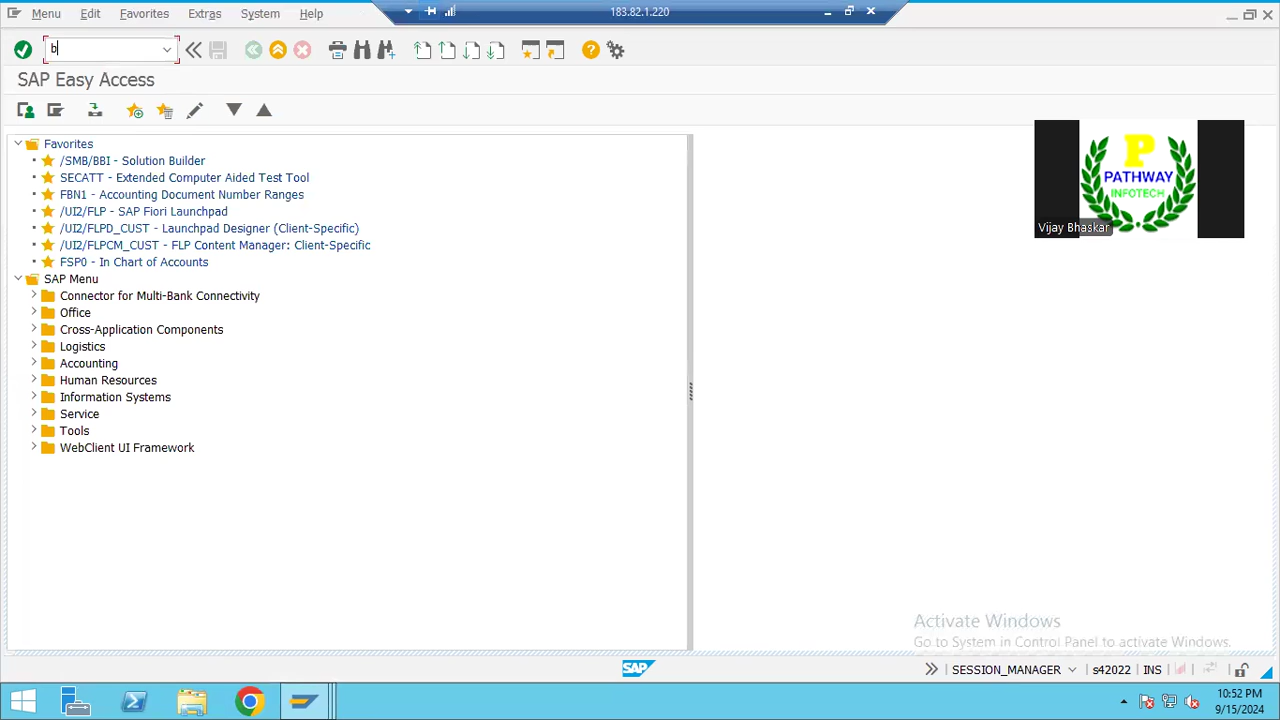 Menu Edit Favorites Extras System Help
183.82.1.220
b
SAP Easy Access
Favorites
/SMB/BBI - Solution Builder
SECATT - Extended Computer Aided Test Tool
FBN1 - Accounting Document Number Ranges
/UI2/FLP - SAP Fiori Launchpad
/UI2/FLPD_CUST - Launchpad Designer (Client-Specific)
/UI2/FLPCM_CUST - FLP Content Manager: Client-Specific
FSP0 - In Chart of Accounts
SAP Menu
Connector for Multi-Bank Connectivity
Office
Cross-Application Components
Logistics
Accounting
Human Resources
Information Systems
Service
Tools
WebClient UI Framework
P
PATHWAY
INFOTECH
Vijay Bhaskar
Activate Windows
Go to System in Control Panel to activate Windows.
SAP
SESSION_MANAGER
s42022
INS
10:52 PM
9/15/2024